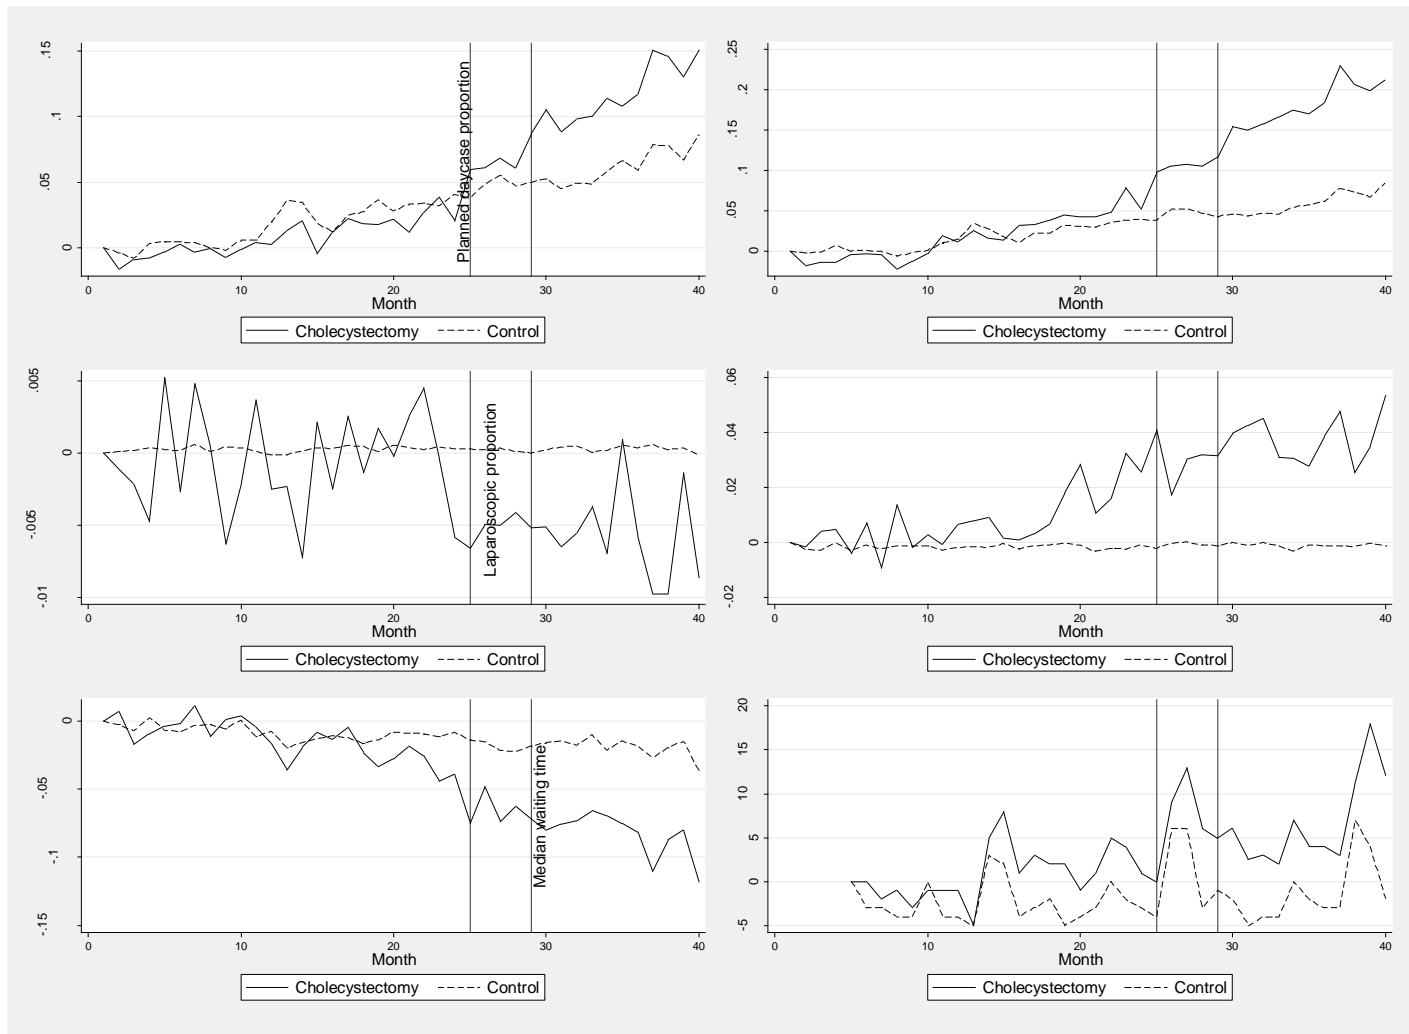 .15
.1
.05
0
Planned daycase proportion
0 10 20 30 40
Month
Cholecystectomy Control
.25
.2
.15
.1
.05
0
0 10 20 30 40
Month
Cholecystectomy Control
.005
0
-.005
-.01
Laparoscopic proportion
0 10 20 30 40
Month
Cholecystectomy Control
.06
.04
.02
0
-.02
0 10 20 30 40
Month
Cholecystectomy Control
0
-.05
-.1
-.15
Median waiting time
0 10 20 30 40
Month
Cholecystectomy Control
20
15
10
5
0
-5
0 10 20 30 40
Month
Cholecystectomy Control